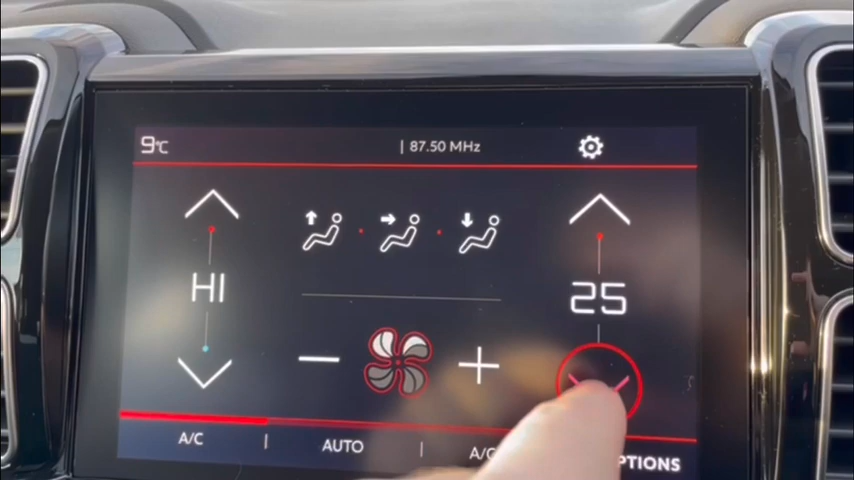 9°C
| 87.50 MHz
HI
25
A/C | AUTO | A/C
PTIONS